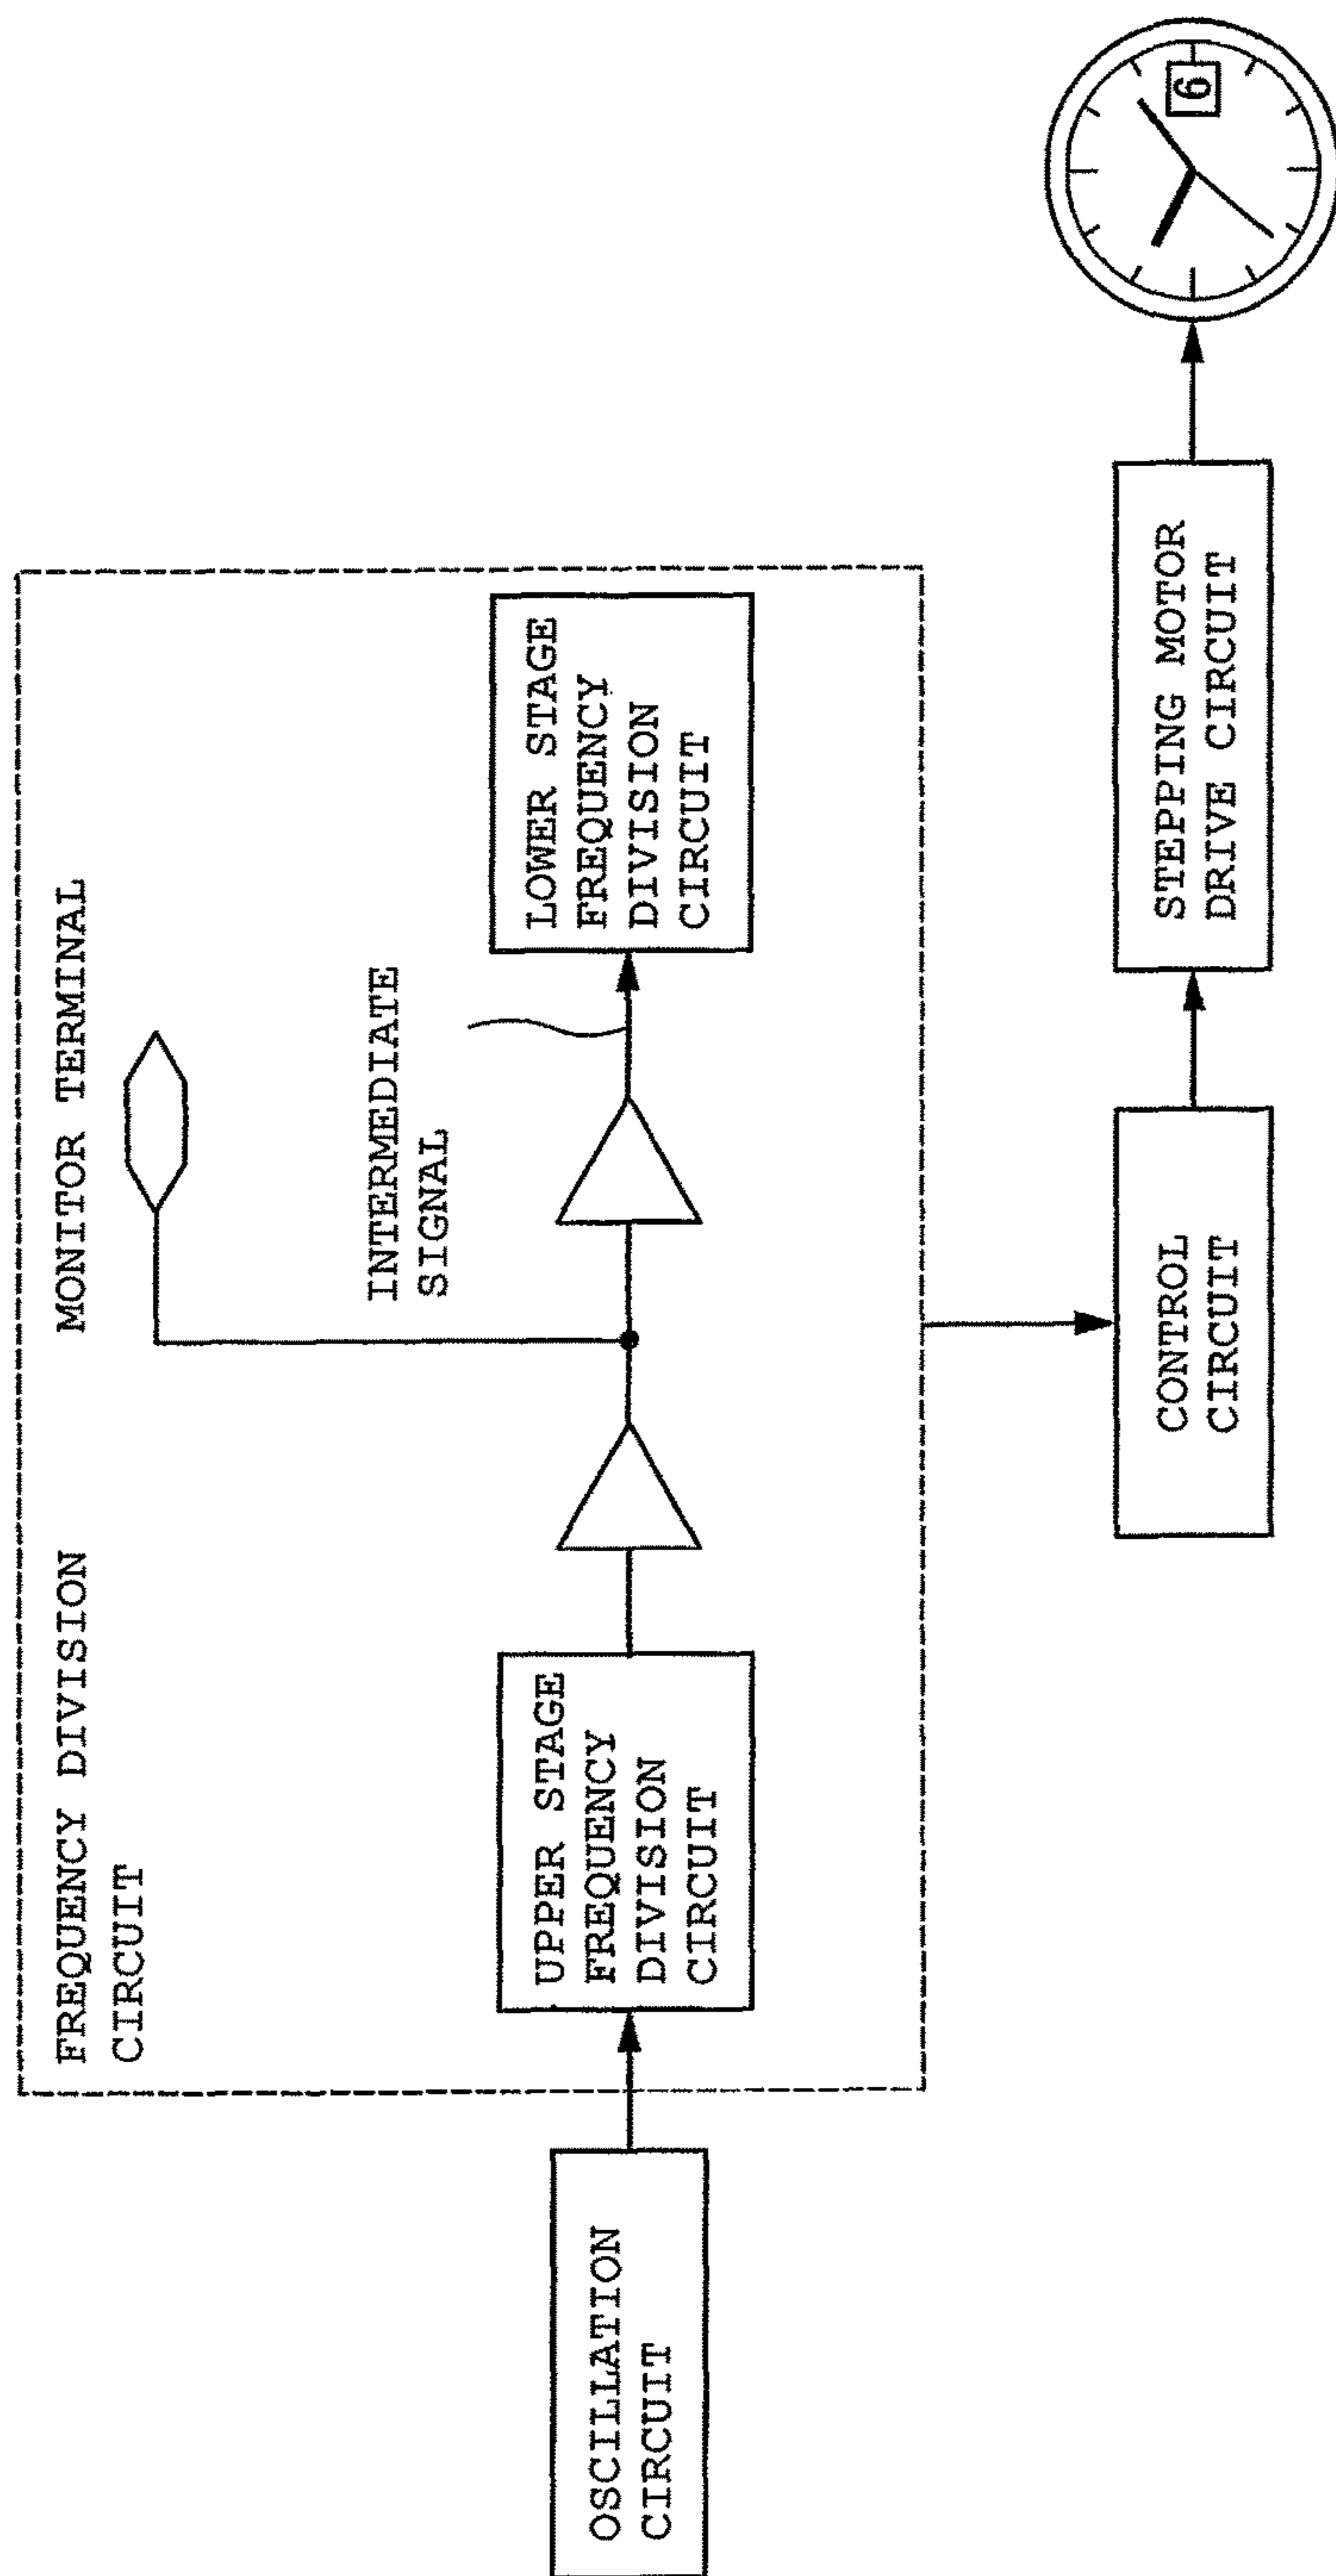 FREQUENCY DIVISION
CIRCUIT
MONITOR TERMINAL
INTERMEDIATE
SIGNAL
OSCILLATION
CIRCUIT
UPPER STAGE
FREQUENCY
DIVISION
CIRCUIT
LOWER STAGE
FREQUENCY
DIVISION
CIRCUIT
CONTROL
CIRCUIT
STEPPING MOTOR
DRIVE CIRCUIT
6